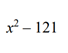 x² – 121